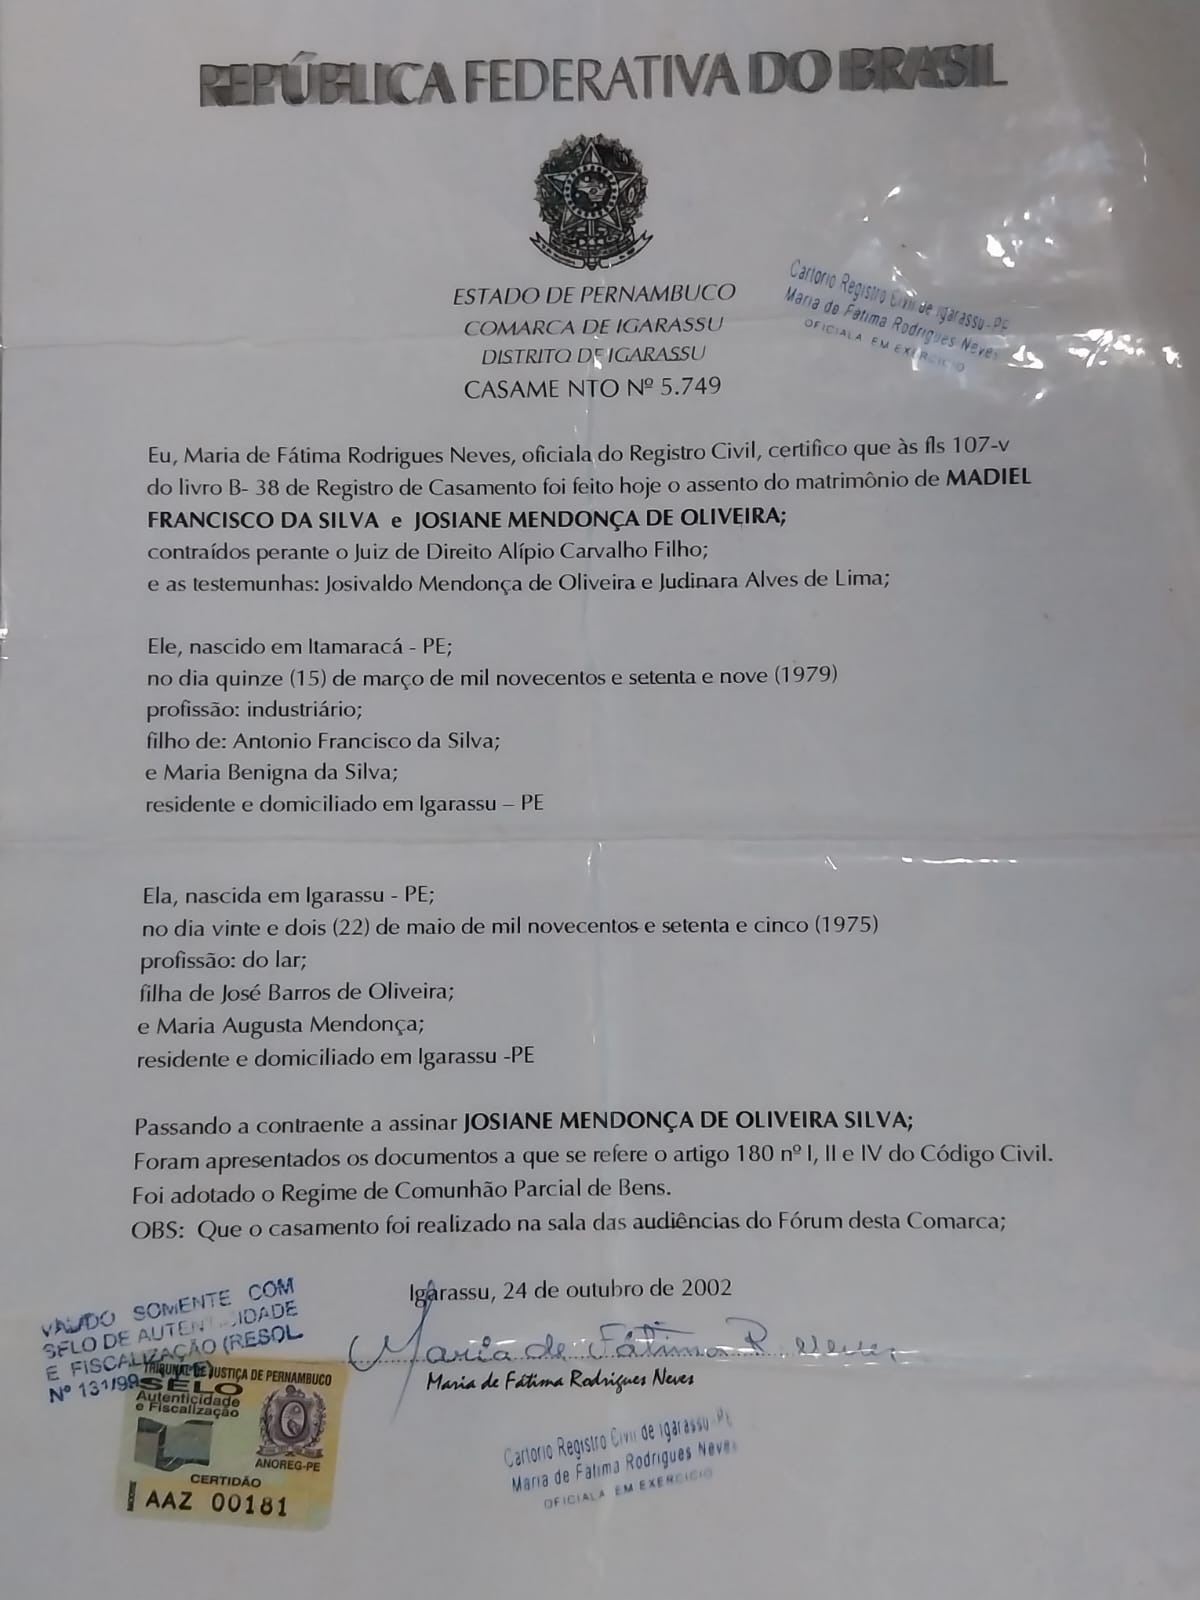 REPÚBLICA FEDERATIVA DO BRASIL
ESTADO DE PERNAMBUCO
COMARCA DE IGARASSU
DISTRITO DE IGARASSU
CASAME NTO Nº 5.749
Cartorio Registro Civil de Igarassu-PE
Maria de Fatima Rodrigues Neves
OFICIALA EM EXERCICIO
Eu, Maria de Fátima Rodrigues Neves, oficiala do Registro Civil, certifico que às fls 107-v
do livro B- 38 de Registro de Casamento foi feito hoje o assento do matrimônio de MADIEL
FRANCISCO DA SILVA e JOSIANE MENDONÇA DE OLIVEIRA;
contraídos perante o Juiz de Direito Alípio Carvalho Filho;
e as testemunhas: Josivaldo Mendonça de Oliveira e Judinara Alves de Lima;
Ele, nascido em Itamaracá - PE;
no dia quinze (15) de março de mil novecentos e setenta e nove (1979)
profissão: industriário;
filho de: Antonio Francisco da Silva;
e Maria Benigna da Silva;
residente e domiciliado em Igarassu – PE
Ela, nascida em Igarassu - PE;
no dia vinte e dois (22) de maio de mil novecentos e setenta e cinco (1975)
profissão: do lar;
filha de José Barros de Oliveira;
e Maria Augusta Mendonça;
residente e domiciliado em Igarassu -PE
Passando a contraente a assinar JOSIANE MENDONÇA DE OLIVEIRA SILVA;
Foram apresentados os documentos a que se refere o artigo 180 nº I, II e IV do Código Civil.
Foi adotado o Regime de Comunhão Parcial de Bens.
OBS: Que o casamento foi realizado na sala das audiências do Fórum desta Comarca;
Igarassu, 24 de outubro de 2002
Maria de Fátima R. Neves
Maria de Fátima Rodrigues Neves
VALIDO SOMENTE COM
SELO DE AUTENTICIDADE
E FISCALIZAÇÃO (RESOL
Nº 131/99
TRIBUNAL DE JUSTIÇA DE PERNAMBUCO
SELO
Autenticidade
e Fiscalização
ANOREG-PE
CERTIDÃO
AAZ 00181
Cartorio Registro Civil de Igarassu-PE
Maria de Fatima Rodrigues Neves
OFICIALA EM EXERCICIO